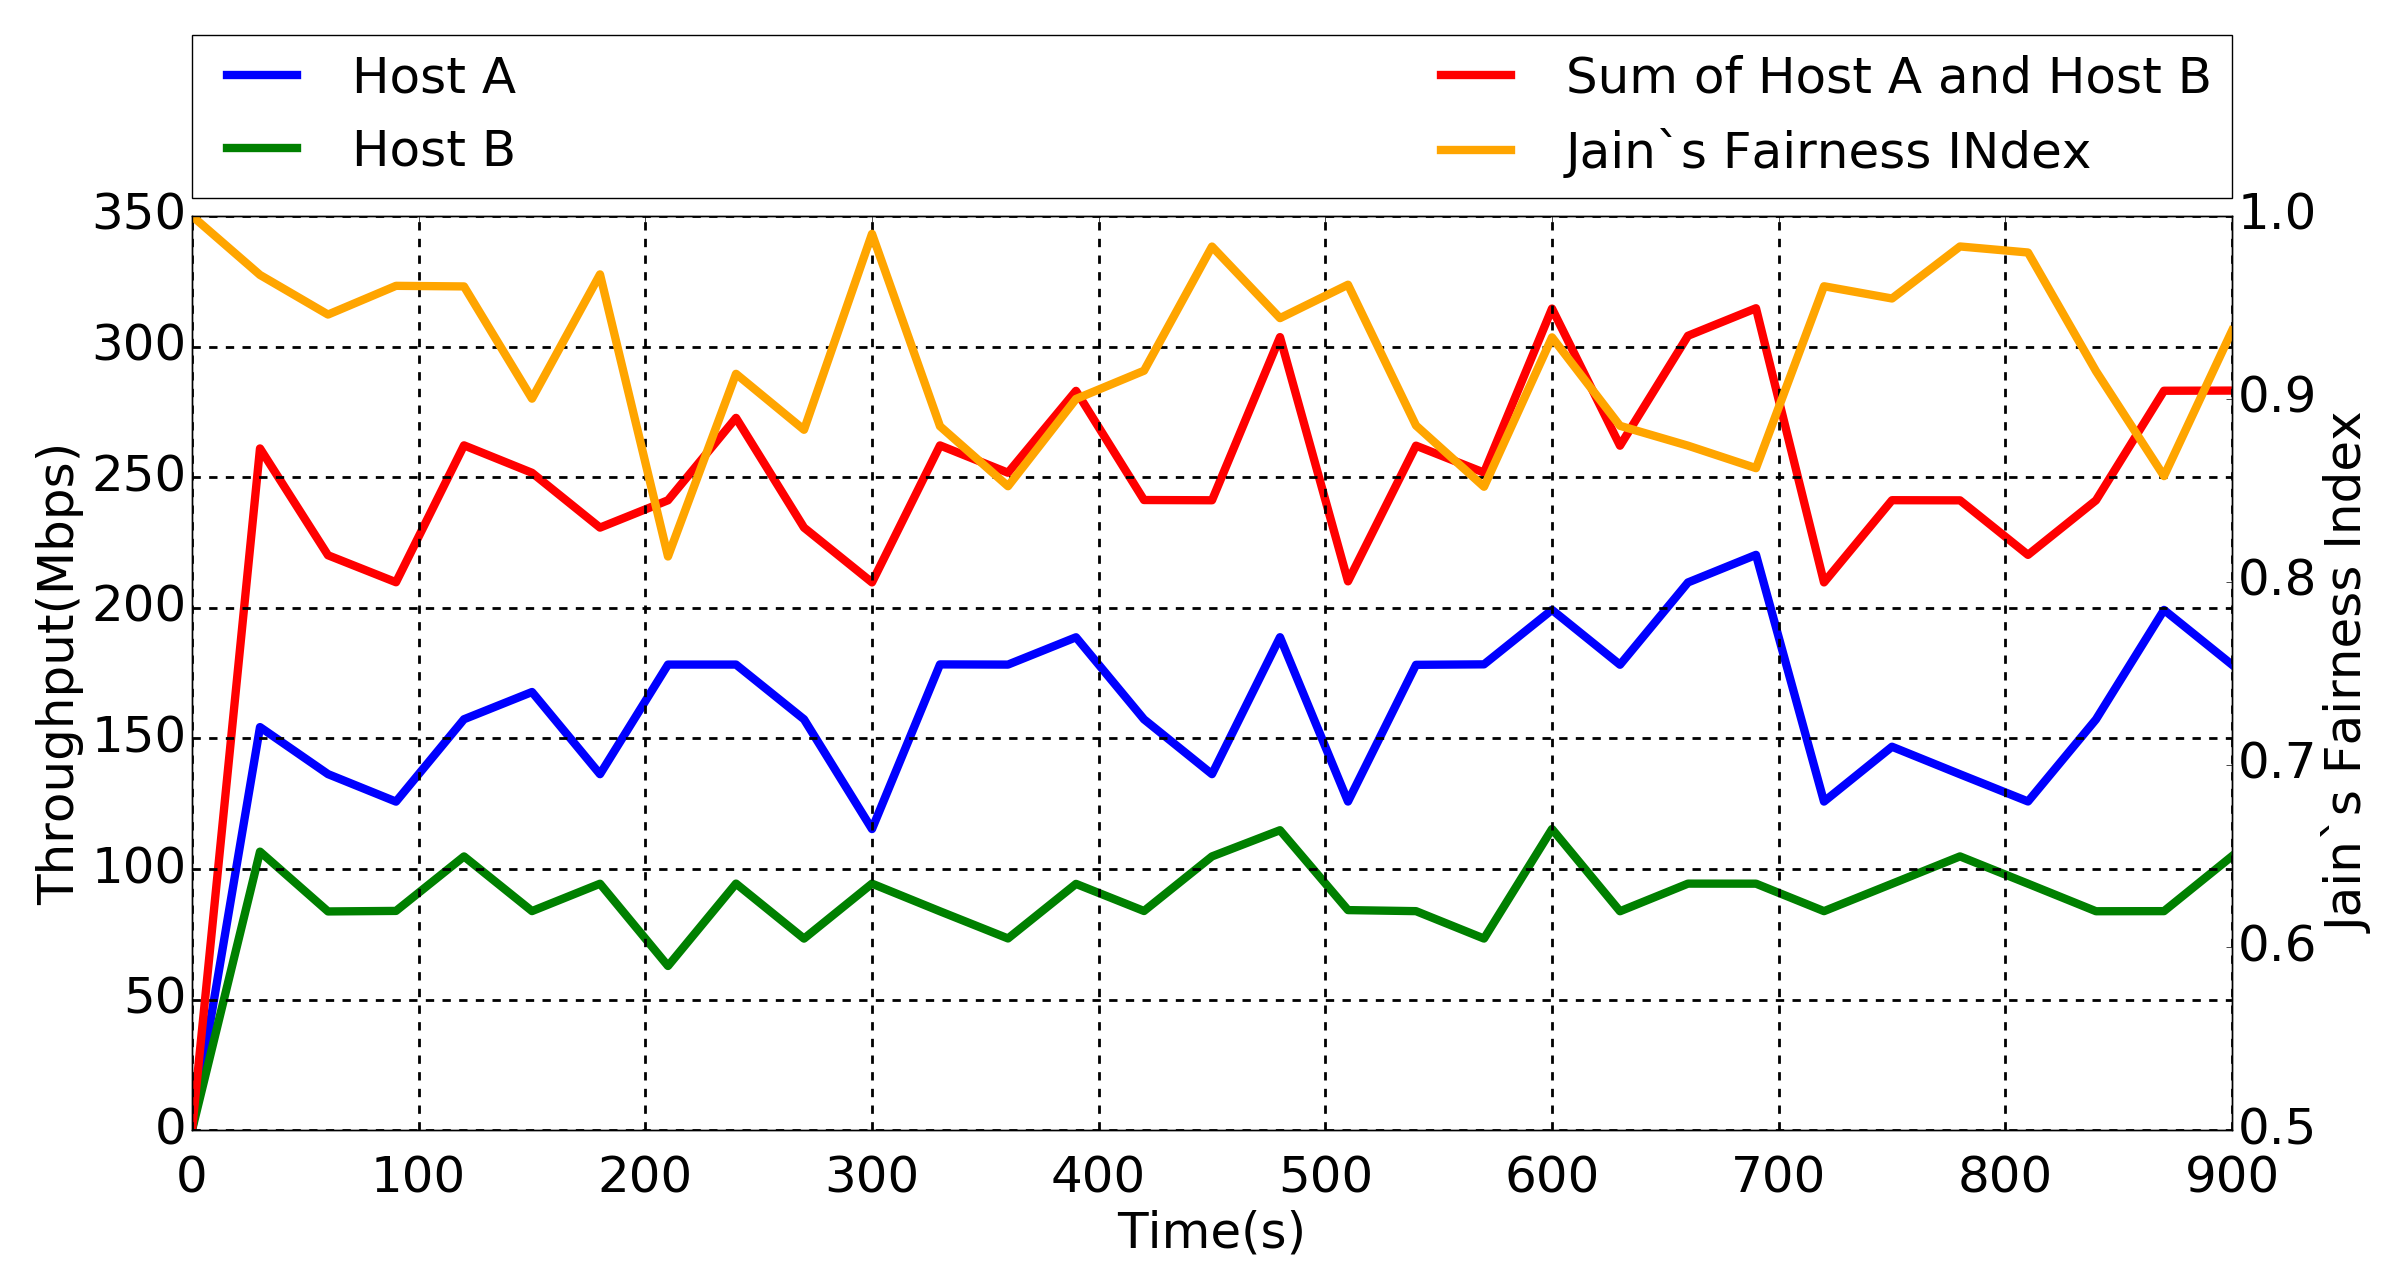 Host A
Host B
Sum of Host A and Host B
Jain`s Fairness INdex
350
300
250
200
150
100
50
0
Throughput(Mbps)
1.0
0.9
0.8
0.7
0.6
0.5
Jain`s Fairness Index
0 100 200 300 400 500 600 700 800 900
Time(s)